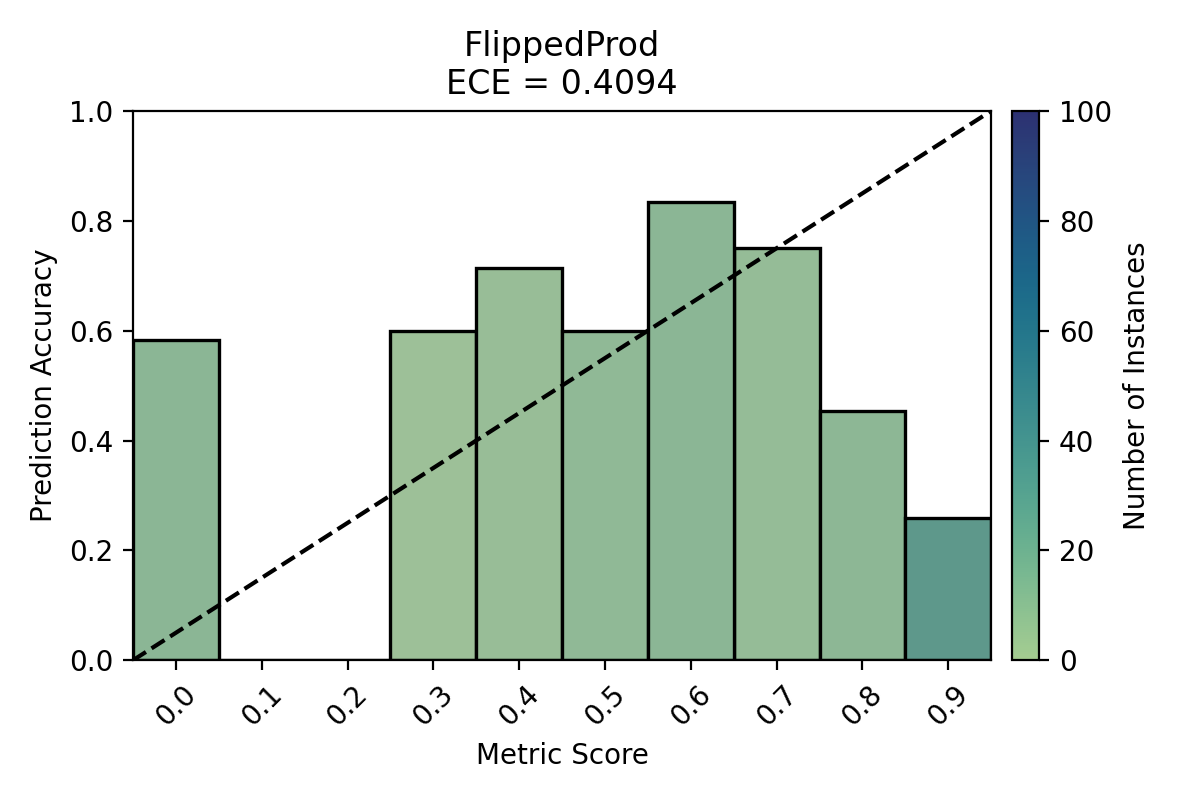 FlippedProd
ECE = 0.4094
Prediction Accuracy
1.0
0.8
0.6
0.4
0.2
0.0
0.0 0.1 0.2 0.3 0.4 0.5 0.6 0.7 0.8 0.9
Metric Score
100
80
60
40
20
0
Number of Instances